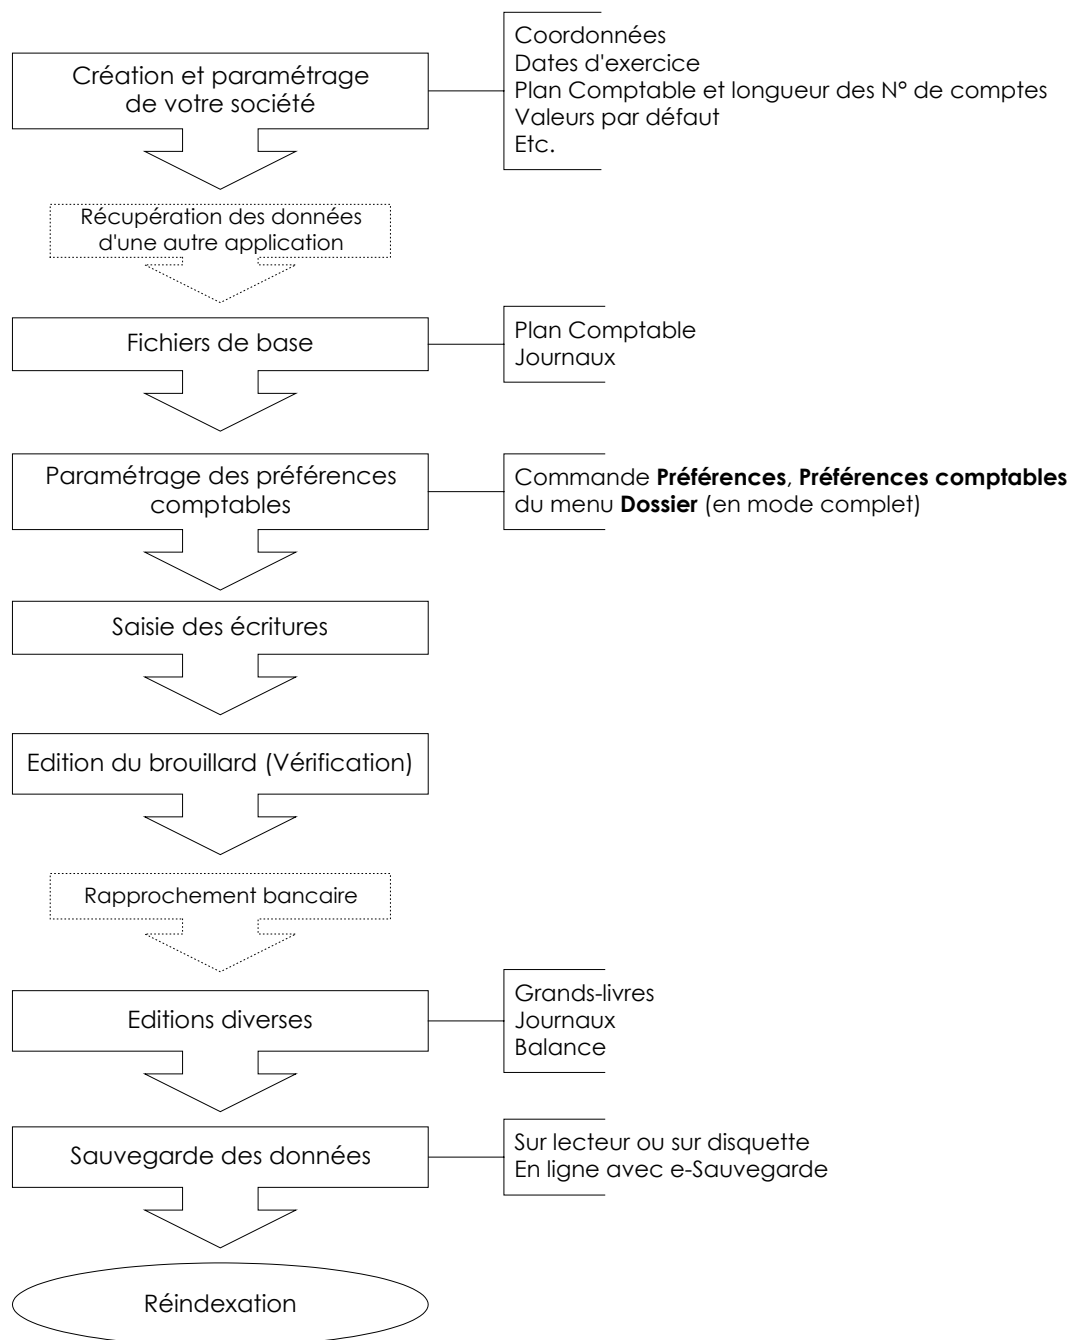 Création et paramétrage
de votre société
Coordonnées
Dates d'exercice
Plan Comptable et longueur des N° de comptes
Valeurs par défaut
Etc.
Récupération des données
d'une autre application
Fichiers de base
Plan Comptable
Journaux
Paramétrage des préférences
comptables
Commande Préférences, Préférences comptables
du menu Dossier (en mode complet)
Saisie des écritures
Edition du brouillard (Vérification)
Rapprochement bancaire
Editions diverses
Grands-livres
Journaux
Balance
Sauvegarde des données
Sur lecteur ou sur disquette
En ligne avec e-Sauvegarde
Réindexation